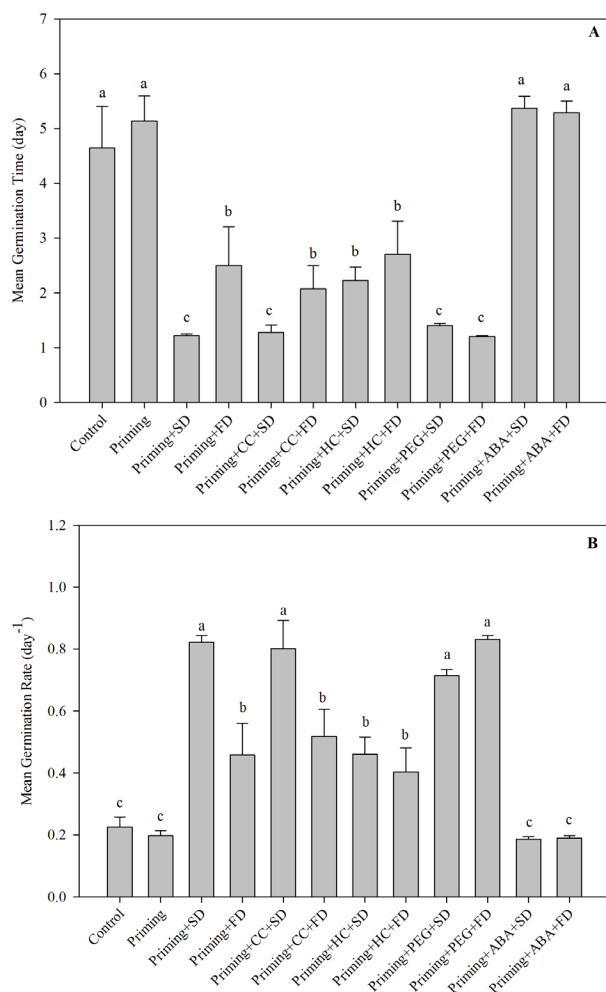 A
Mean Germination Time (day)
7
6
5
4
3
2
1
0
a
a
c
b
c
b
b
b
c
c
a
a
Control
Priming
Priming+SD
Priming+FD
Priming+CC+SD
Priming+CC+FD
Priming+HC+SD
Priming+HC+FD
Priming+PEG+SD
Priming+PEG+FD
Priming+ABA+SD
Priming+ABA+FD
B
Mean Germination Rate (day-1)
1.2
1.0
0.8
0.6
0.4
0.2
0.0
c
c
a
b
a
b
b
b
a
a
c
c
Control
Priming
Priming+SD
Priming+FD
Priming+CC+SD
Priming+CC+FD
Priming+HC+SD
Priming+HC+FD
Priming+PEG+SD
Priming+PEG+FD
Priming+ABA+SD
Priming+ABA+FD